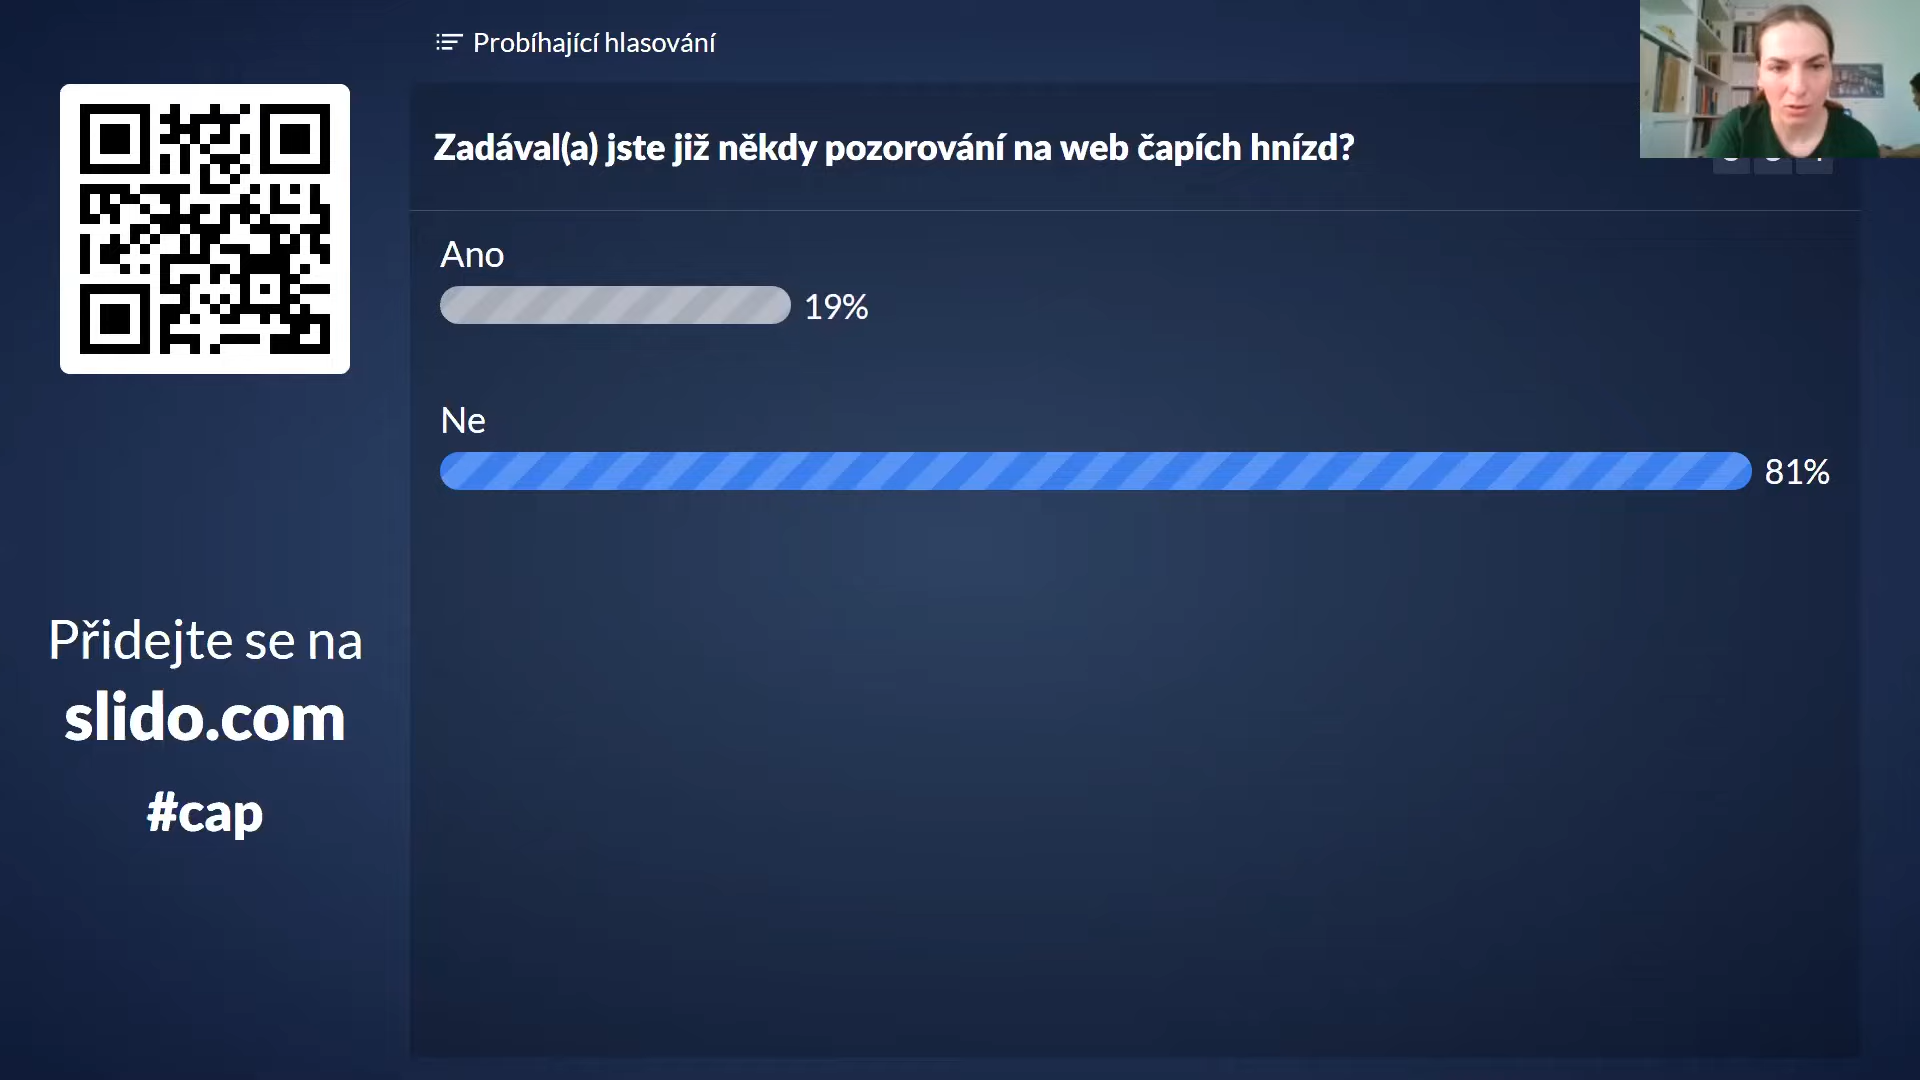 Probíhající hlasování
Zadával(a) jste již někdy pozorování na web čapích hnízd?
Ano
19%
Ne
81%
Přidejte se na
slido.com
#cap